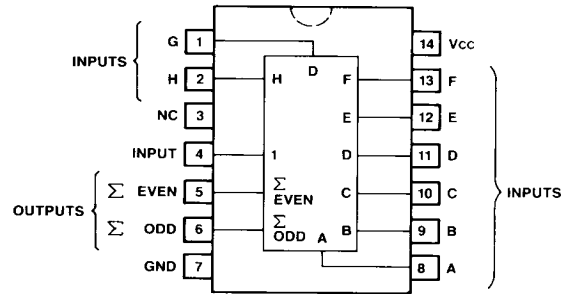 G 1 14 VCC
INPUTS
H 2 H D F 13 F
NC 3 E 12 E
INPUT 4 1 D 11 D
Σ EVEN 5 Σ EVEN C 10 C
OUTPUTS
INPUTS
Σ ODD 6 Σ ODD A B 9 B
GND 7 8 A